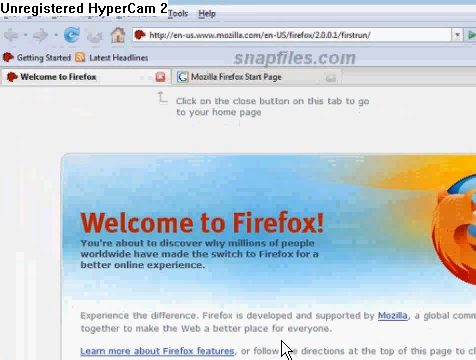 Unregistered HyperCam 2
Tools Help
http://en-us.www.mozilla.com/en-US/firefox/2.0.0.1/firstrun/
Getting Started Latest Headlines
snapfiles.com
Welcome to Firefox
Mozilla Firefox Start Page
Click on the close button on this tab to go
to your home page
Welcome to Firefox!
You're about to discover why millions of people
worldwide have made the switch to Firefox for a
better online experience.
Experience the difference. Firefox is developed and supported by Mozilla, a global com
together to make the Web a better place for everyone.
Learn more about Firefox features, or follow directions at the top of this page to